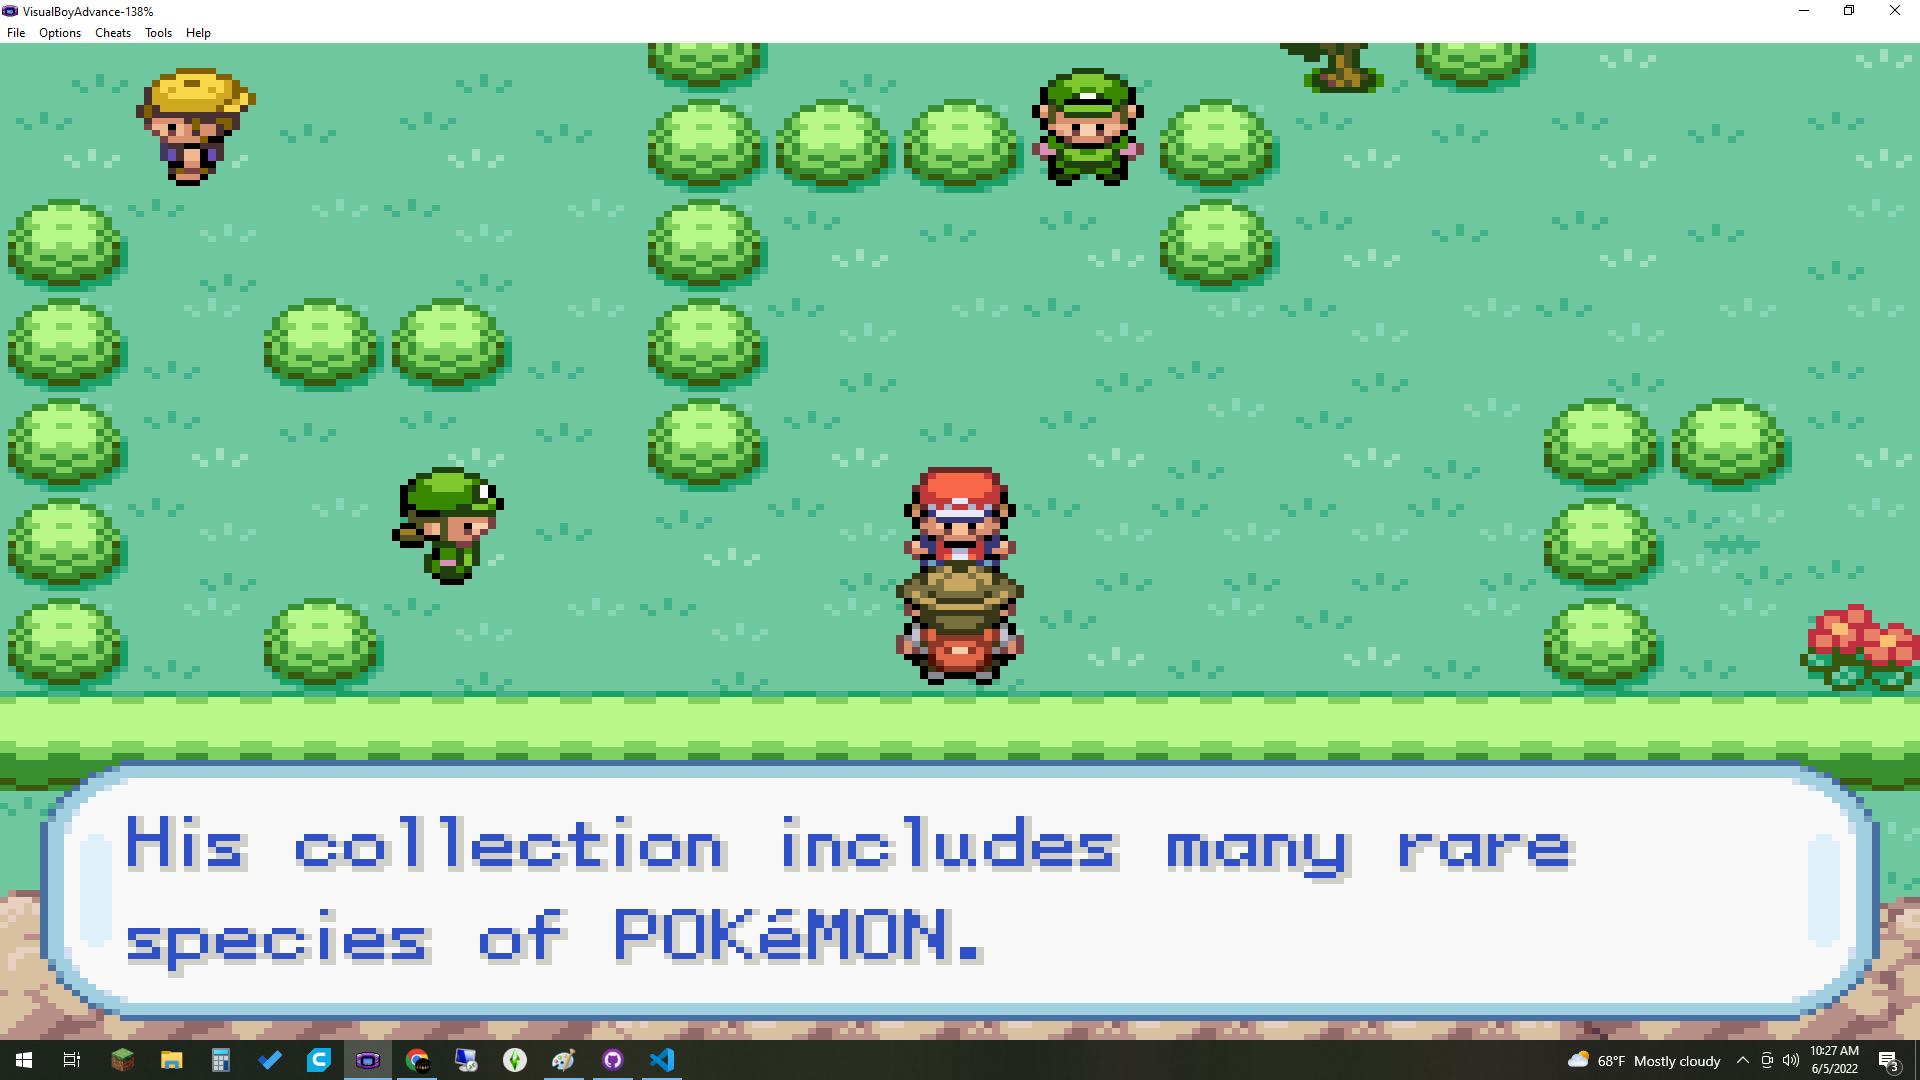 VisualBoyAdvance-138%
File Options Cheats Tools Help
His collection includes many rare
species of POKéMON.
68°F Mostly cloudy
10:27 AM
6/5/2022
3